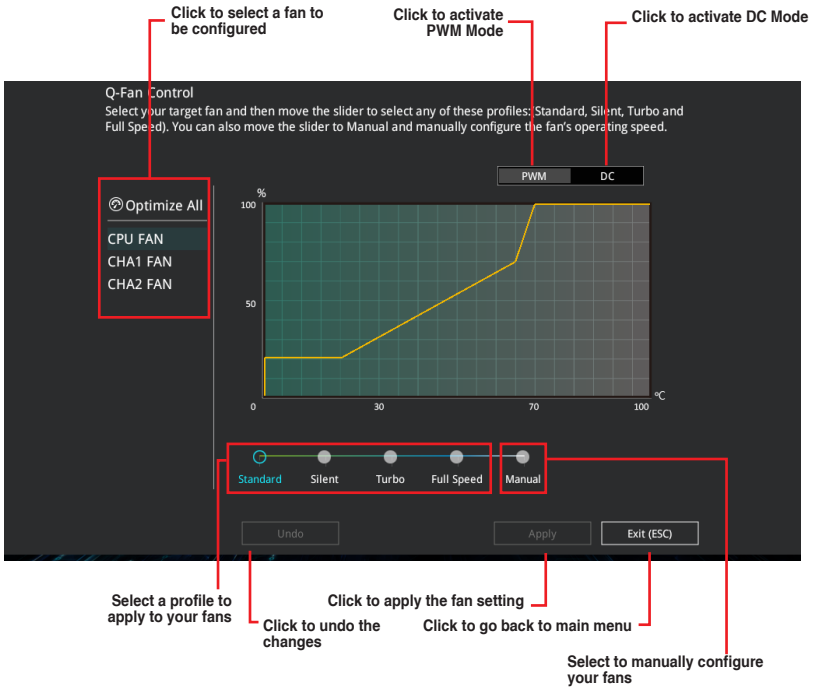 Click to select a fan to
be configured
Click to activate
PWM Mode
Click to activate DC Mode
Q-Fan Control
Select your target fan and then move the slider to select any of these profiles:(Standard, Silent, Turbo and
Full Speed). You can also move the slider to Manual and manually configure the fan's operating speed.
PWM
DC
Optimize All
CPU FAN
CHA1 FAN
CHA2 FAN
%
100
50
0
30
70
100
ºC
Standard
Silent
Turbo
Full Speed
Manual
Undo
Apply
Exit (ESC)
Select a profile to
apply to your fans
Click to undo the
changes
Click to apply the fan setting
Click to go back to main menu
Select to manually configure
your fans